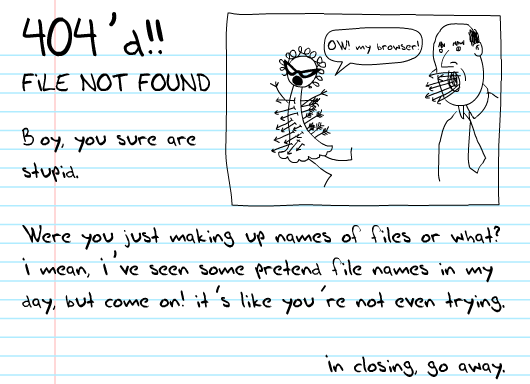 404'd!!
FiLE NOT FOUND
OW! my browser!
Boy, you sure are
stupid.
Were you just making up names of files or what?
i mean, i've seen some pretend file names in my
day, but come on! it's like you're not even trying.
in closing, go away.